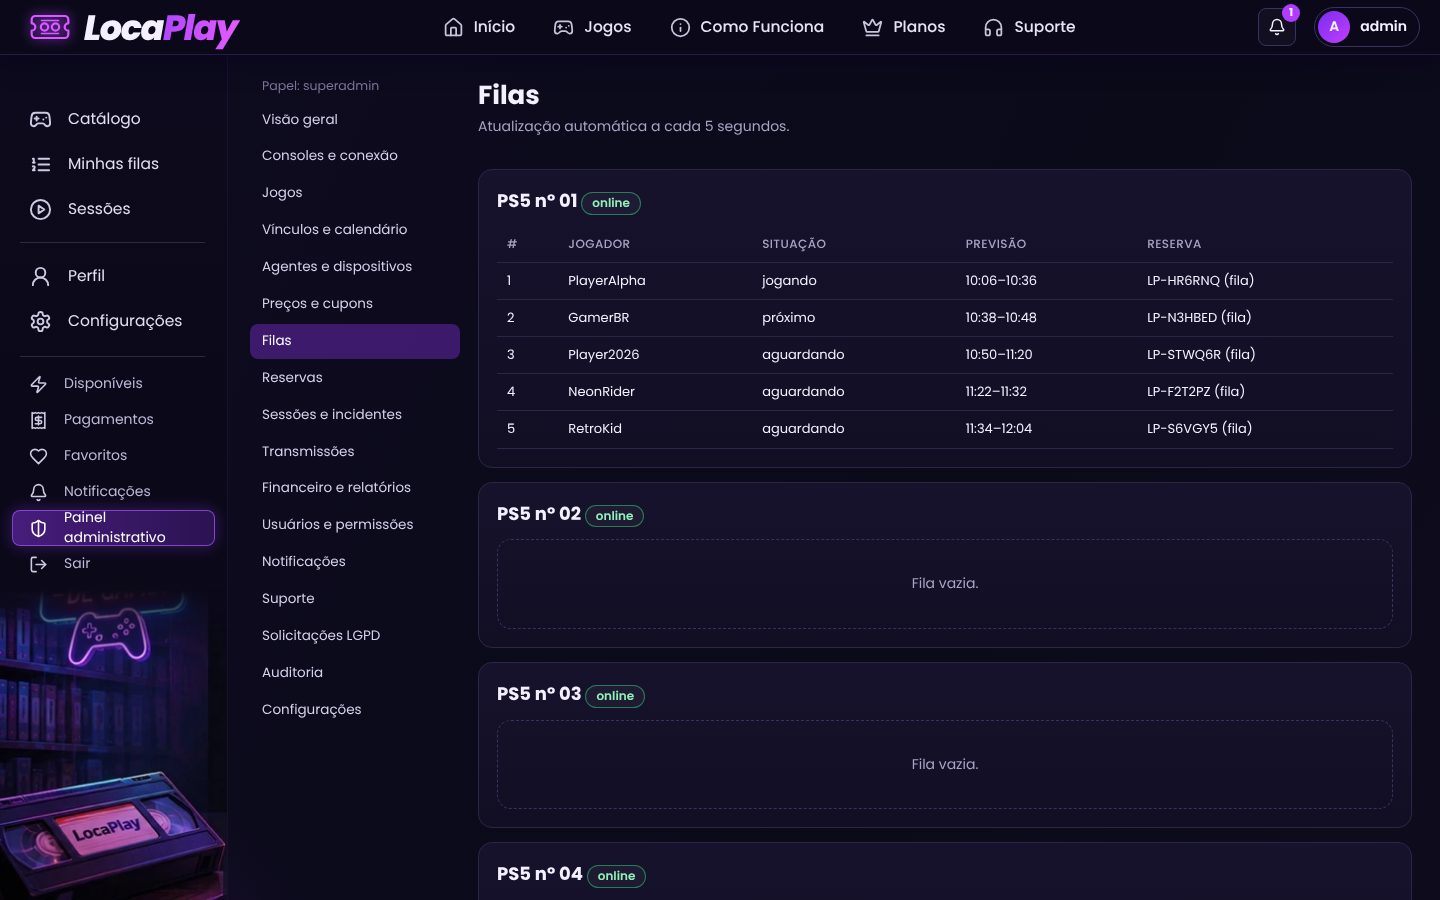 LocaPlay
Início
Jogos
Como Funciona
Planos
Suporte
1
A
admin
Catálogo
Minhas filas
Sessões
Perfil
Configurações
Disponíveis
Pagamentos
Favoritos
Notificações
Painel
administrativo
Sair
LocaPlay
Papel: superadmin
Visão geral
Consoles e conexão
Jogos
Vínculos e calendário
Agentes e dispositivos
Preços e cupons
Filas
Reservas
Sessões e incidentes
Transmissões
Financeiro e relatórios
Usuários e permissões
Notificações
Suporte
Solicitações LGPD
Auditoria
Configurações
Filas
Atualização automática a cada 5 segundos.
PS5 nº 01 online
# JOGADOR SITUAÇÃO PREVISÃO RESERVA
1 PlayerAlpha jogando 10:06–10:36 LP-HR6RNQ (fila)
2 GamerBR próximo 10:38–10:48 LP-N3HBED (fila)
3 Player2026 aguardando 10:50–11:20 LP-STWQ6R (fila)
4 NeonRider aguardando 11:22–11:32 LP-F2T2PZ (fila)
5 RetroKid aguardando 11:34–12:04 LP-S6VGY5 (fila)
PS5 nº 02 online
Fila vazia.
PS5 nº 03 online
Fila vazia.
PS5 nº 04 online